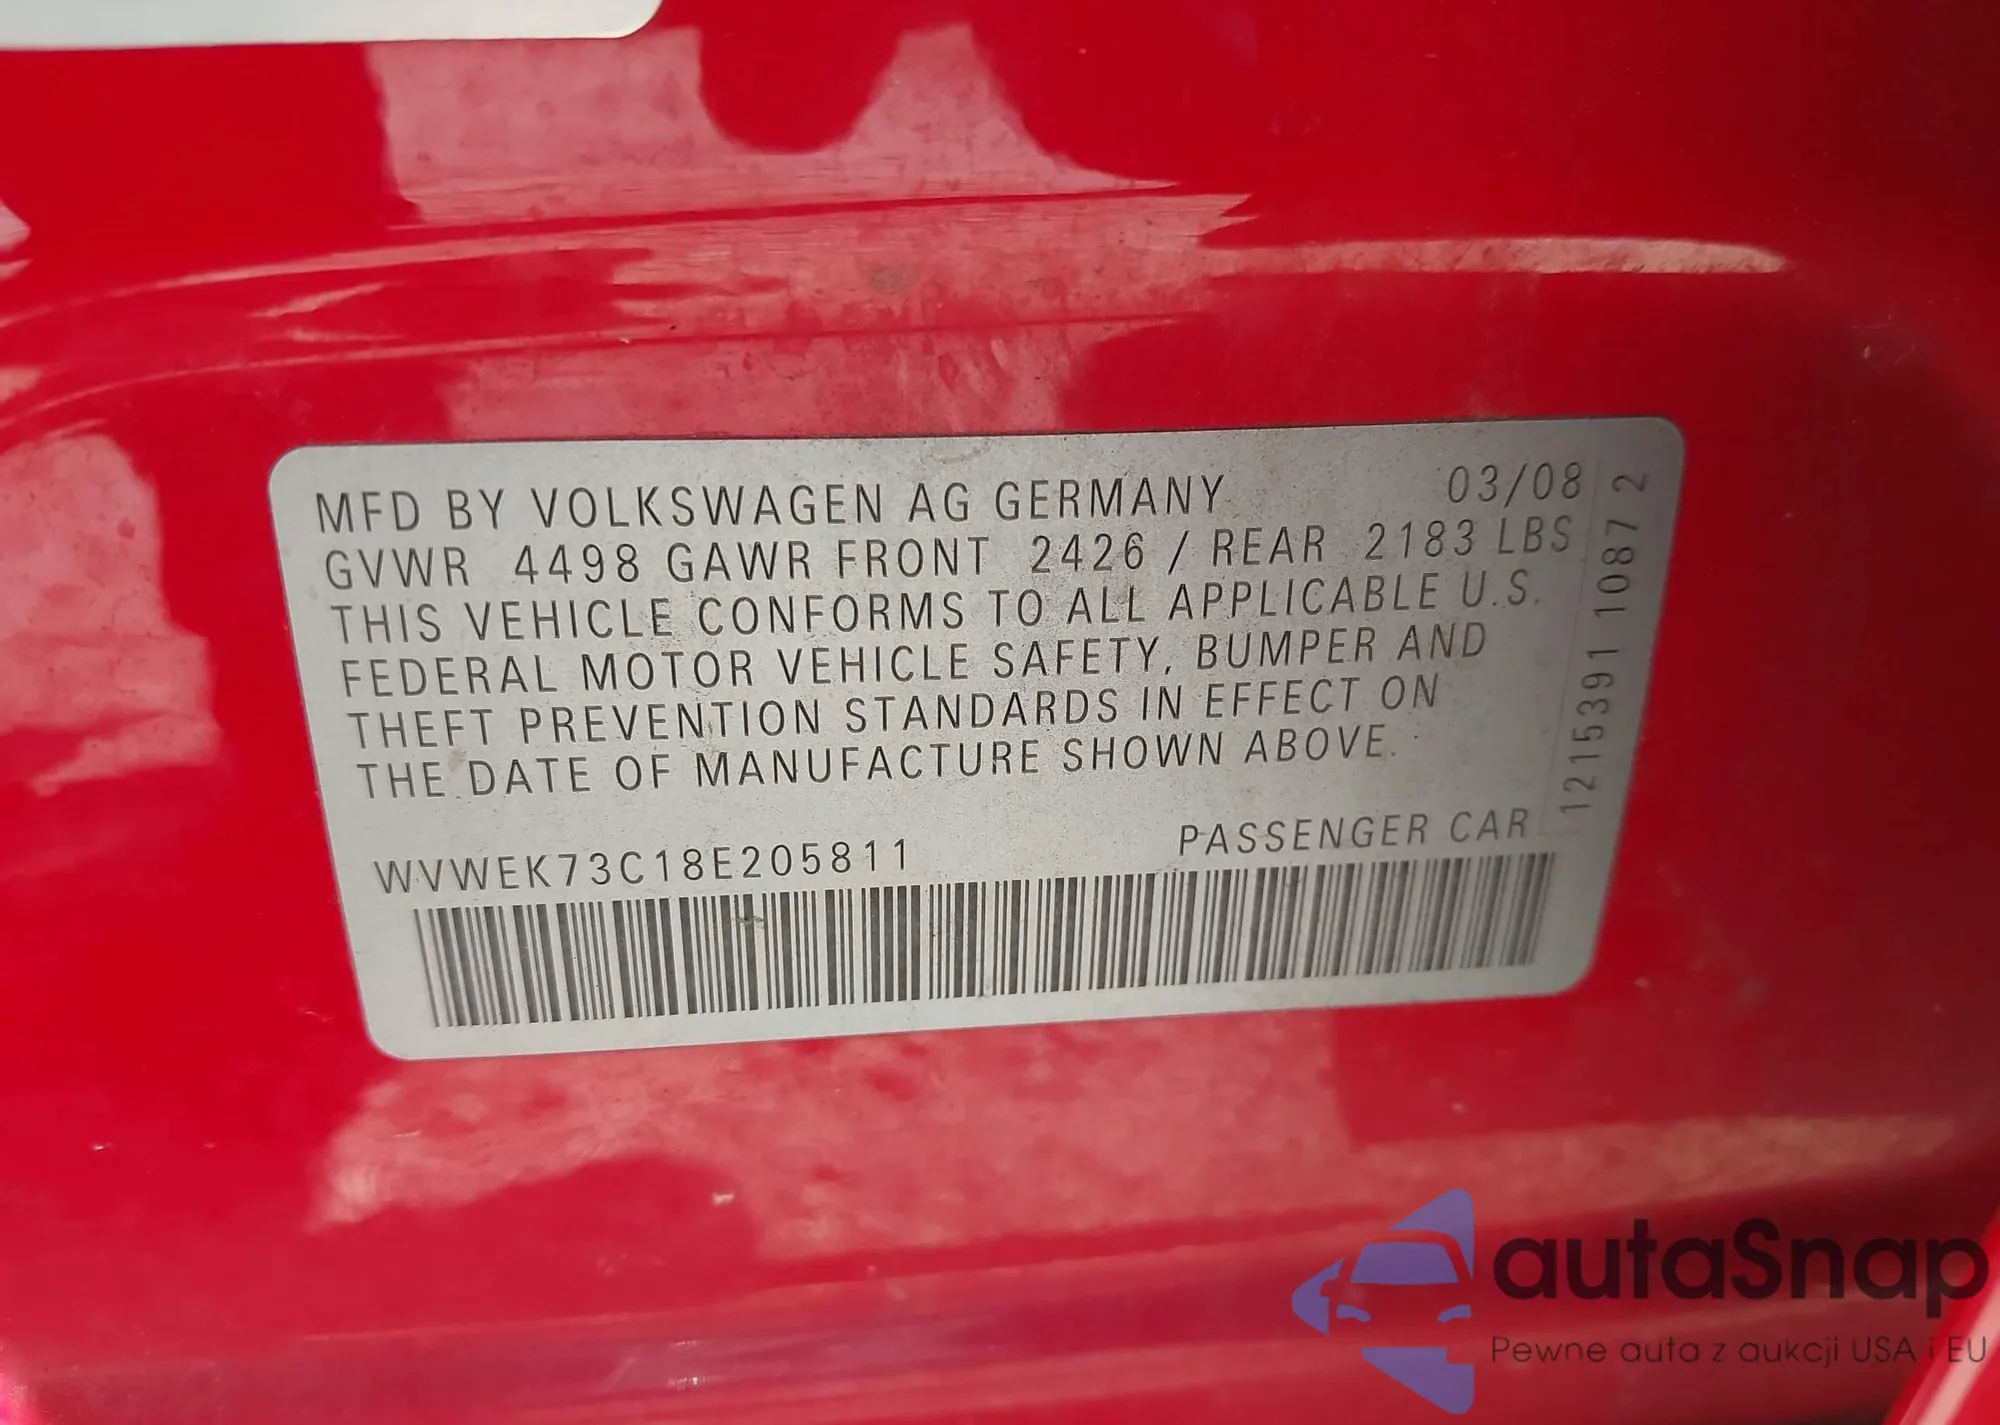 MFD BY VOLKSWAGEN AG GERMANY 03/08
GVWR 4498 GAWR FRONT 2426 / REAR 2183 LBS
THIS VEHICLE CONFORMS TO ALL APPLICABLE U.S.
FEDERAL MOTOR VEHICLE SAFETY, BUMPER AND
THEFT PREVENTION STANDARDS IN EFFECT ON
THE DATE OF MANUFACTURE SHOWN ABOVE.
WVWEK73C18E205811 PASSENGER CAR
1215391 1087 2
autaSnap
Pewne auta z aukcji USA i EU